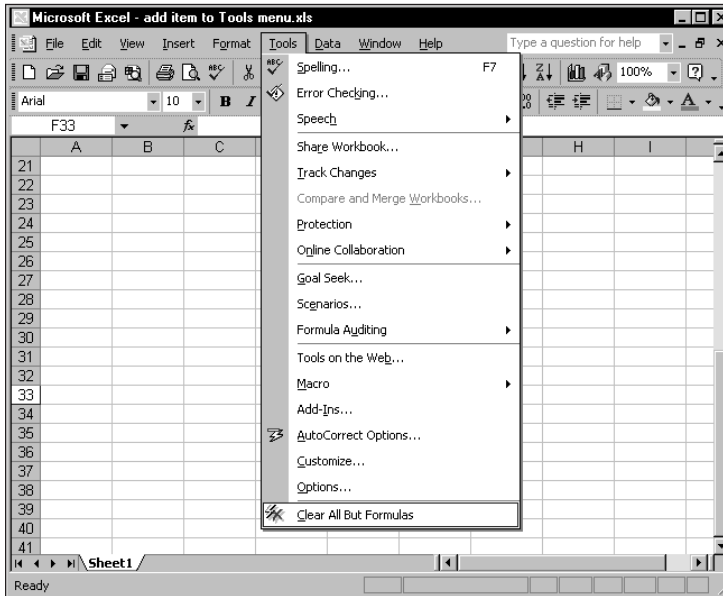 Microsoft Excel - add item to Tools menu.xls
File Edit View Insert Format Tools Data Window Help Type a question for help
100%
Arial 10 B I A
F33 fx
A B C H I
Spelling... F7
Error Checking...
Speech
Share Workbook...
Track Changes
Compare and Merge Workbooks...
Protection
Online Collaboration
Goal Seek...
Scenarios...
Formula Auditing
Tools on the Web...
Macro
Add-Ins...
AutoCorrect Options...
Customize...
Options...
Clear All But Formulas
21
22
23
24
25
26
27
28
29
30
31
32
33
34
35
36
37
38
39
40
41
Sheet1
Ready